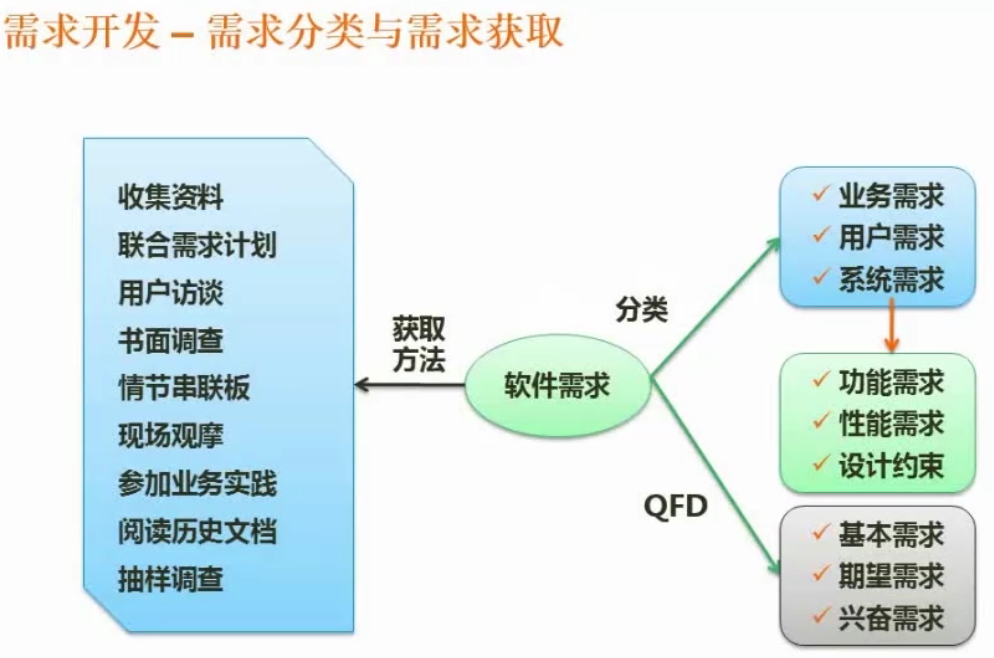 需求开发 – 需求分类与需求获取
收集资料
联合需求计划
用户访谈
书面调查
情节串联板
现场观摩
参加业务实践
阅读历史文档
抽样调查
获取
方法
软件需求
分类
QFD
✓ 业务需求
✓ 用户需求
✓ 系统需求
✓ 功能需求
✓ 性能需求
✓ 设计约束
✓ 基本需求
✓ 期望需求
✓ 兴奋需求